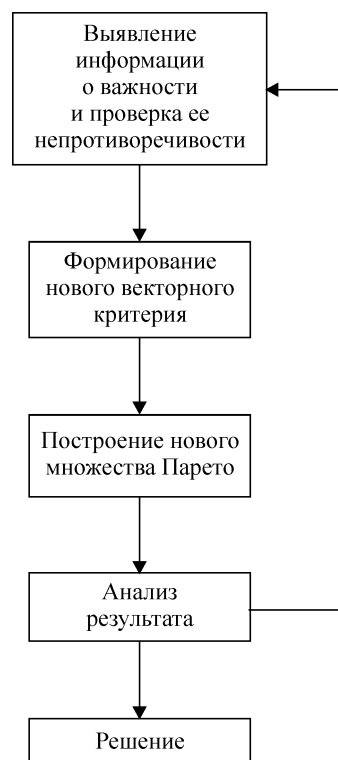 Выявление
информации
о важности
и проверка ее
непротиворечивости
Формирование
нового векторного
критерия
Построение нового
множества Парето
Анализ
результата
Решение